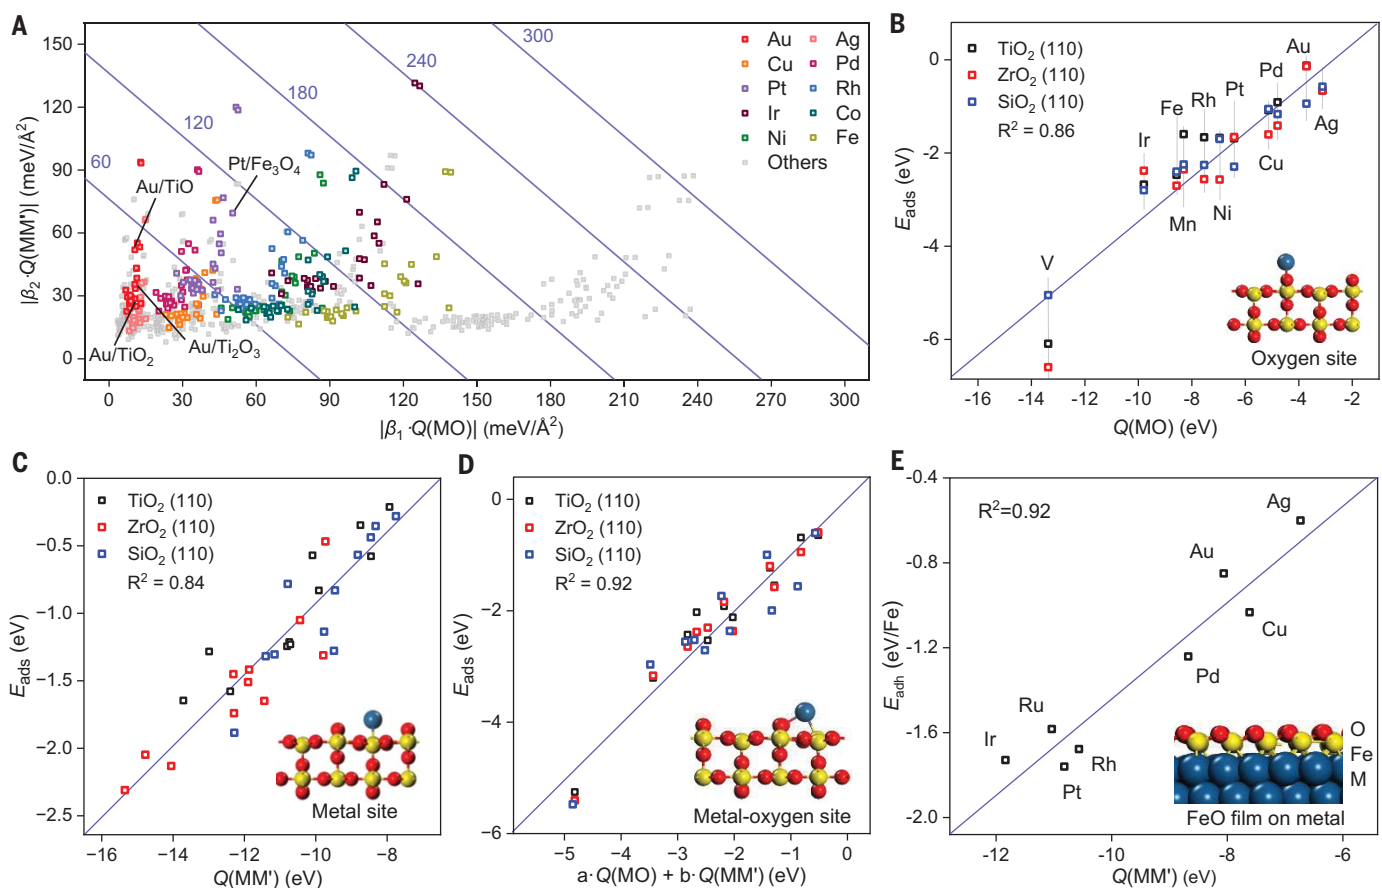 A
150
120
90
60
30
0
|β₂·Q(MM')| (meV/Å²)
0 30 60 90 120 150 180 210 240 270 300
|β₁·Q(MO)| (meV/Å²)
60
120
180
240
300
Au Ag
Cu Pd
Pt Rh
Ir Co
Ni Fe
Others
Pt/Fe₃O₄
Au/TiO
Au/TiO₂
Au/Ti₂O₃
B
0
-2
-4
-6
Eads (eV)
TiO₂ (110)
ZrO₂ (110)
SiO₂ (110)
R² = 0.86
Au
Pd
Pt
Rh
Fe
Ir
Ag
Cu
Ni
Mn
V
Oxygen site
-16 -14 -12 -10 -8 -6 -4 -2
Q(MO) (eV)
C
0.0
−0.5
−1.0
−1.5
−2.0
−2.5
Eads (eV)
TiO₂ (110)
ZrO₂ (110)
SiO₂ (110)
R² = 0.84
Metal site
−16 −14 −12 −10 −8
Q(MM') (eV)
D
0
−2
−4
−6
Eads (eV)
TiO₂ (110)
ZrO₂ (110)
SiO₂ (110)
R² = 0.92
Metal-oxygen site
−5 −4 −3 −2 −1 0
a·Q(MO) + b·Q(MM') (eV)
E
-0.4
-0.8
-1.2
-1.6
-2.0
Eadh (eV/Fe)
R²=0.92
Ag
Au
Cu
Pd
Ru
Ir
Rh
Pt
O
Fe
M
FeO film on metal
-12 -10 -8 -6
Q(MM') (eV)